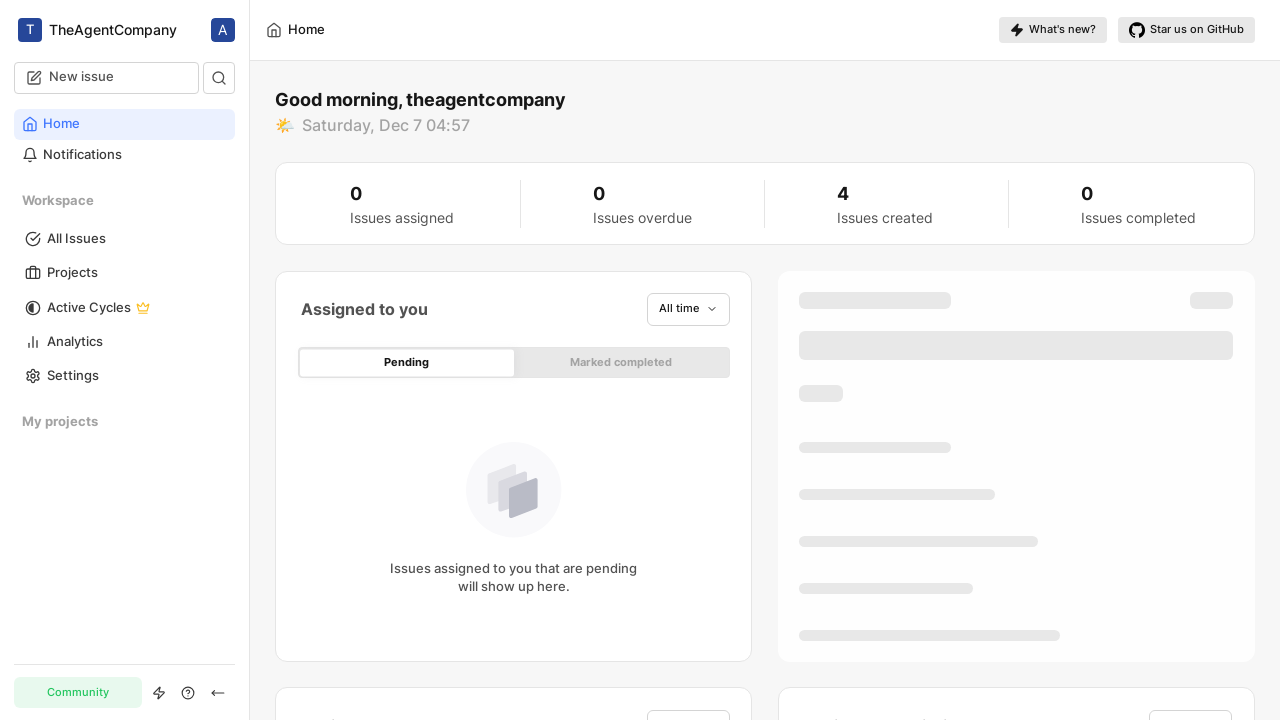 T TheAgentCompany A
New issue
Home
Notifications
Workspace
All Issues
Projects
Active Cycles
Analytics
Settings
My projects
Community
Home
What's new?
Star us on GitHub
Good morning, theagentcompany
Saturday, Dec 7 04:57
0
Issues assigned
0
Issues overdue
4
Issues created
0
Issues completed
Assigned to you
All time
Pending
Marked completed
Issues assigned to you that are pending
will show up here.